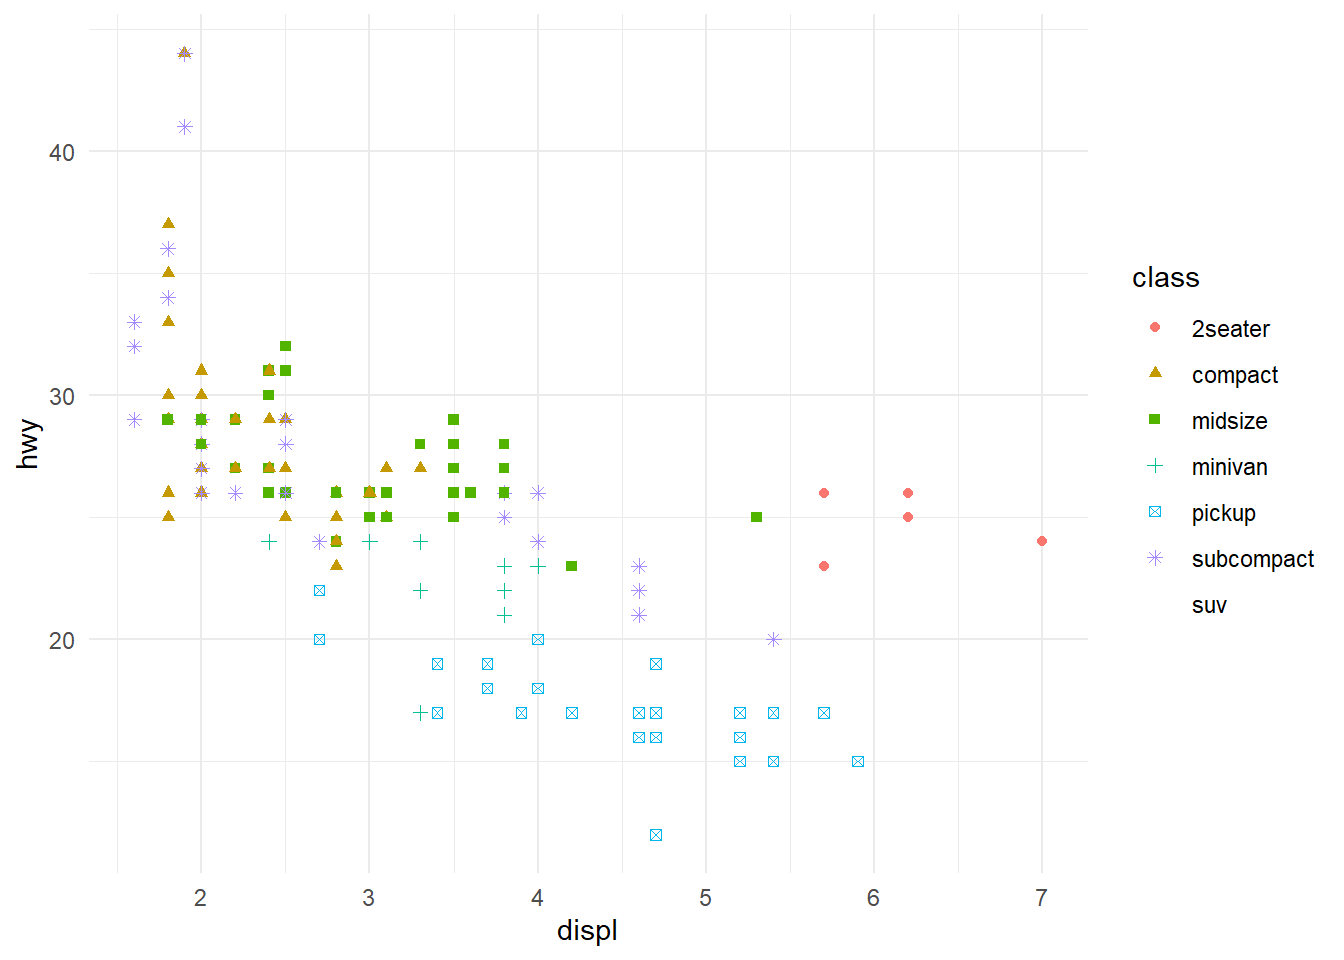 40
30
20
hwy
2
3
4
5
6
7
displ
class
2seater
compact
midsize
minivan
pickup
subcompact
suv